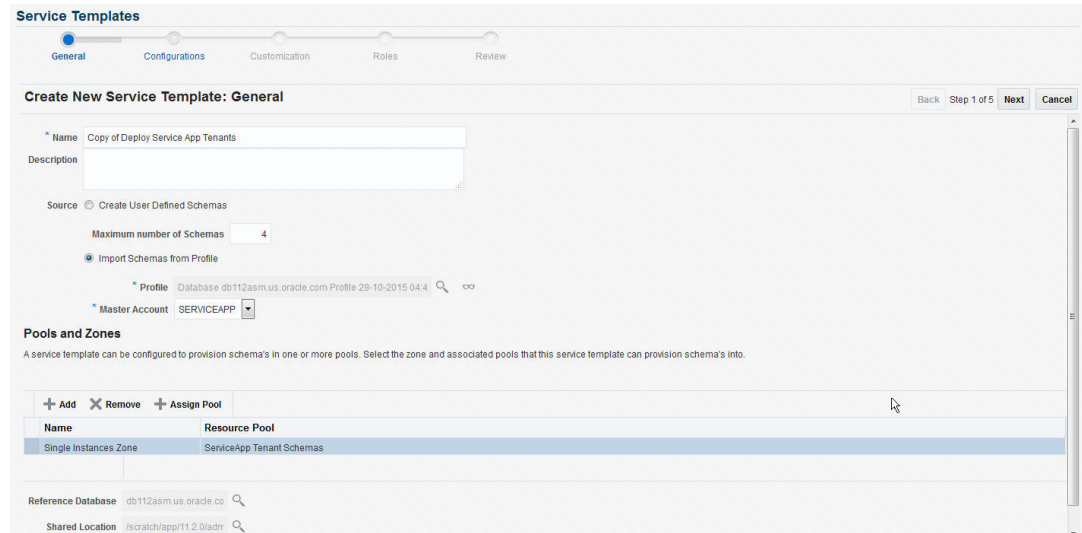 Service Templates
General Configurations Customization Roles Review
Create New Service Template: General
Back Step 1 of 5 Next Cancel
* Name Copy of Deploy Service App Tenants
Description
Source Create User Defined Schemas
Maximum number of Schemas 4
Import Schemas from Profile
* Profile Database db112asm.us.oracle.com Profile 29-10-2015 04:4
* Master Account SERVICEAPP
Pools and Zones
A service template can be configured to provision schema's in one or more pools. Select the zone and associated pools that this service template can provision schema's into.
Add Remove Assign Pool
Name Resource Pool
Single Instances Zone ServiceApp Tenant Schemas
Reference Database db112asm.us.oracle.co
Shared Location /scratch/app/11.2.0/adm